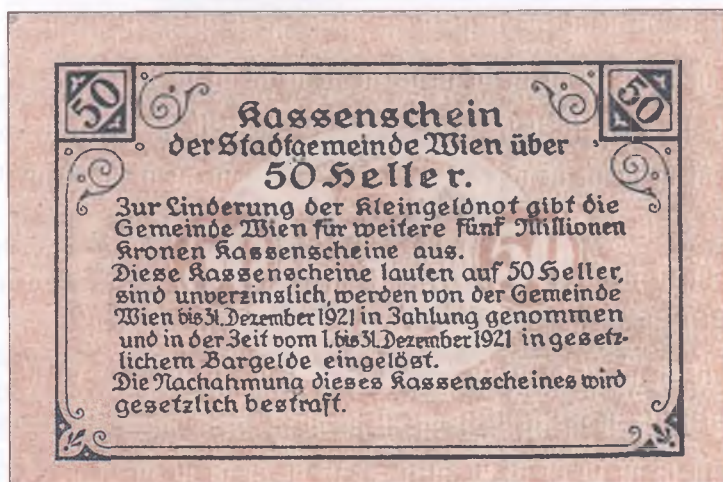 50 50
Kassenschein
der Stadtgemeinde Wien über
50 Heller.
Zur Linderung der Kleingeldnot gibt die
Gemeinde Wien für weitere fünf Millionen
Kronen Kassenscheine aus.
Diese Kassenscheine lauten auf 50 Heller,
sind unverzinslich, werden von der Gemeinde
Wien bis 31. Dezember 1921 in Zahlung genommen
und in der Zeit vom 1. bis 31. Dezember 1921 in gesetz-
lichem Bargelde eingelöst.
Die Nachahmung dieses Kassenscheines wird
gesetzlich bestraft.